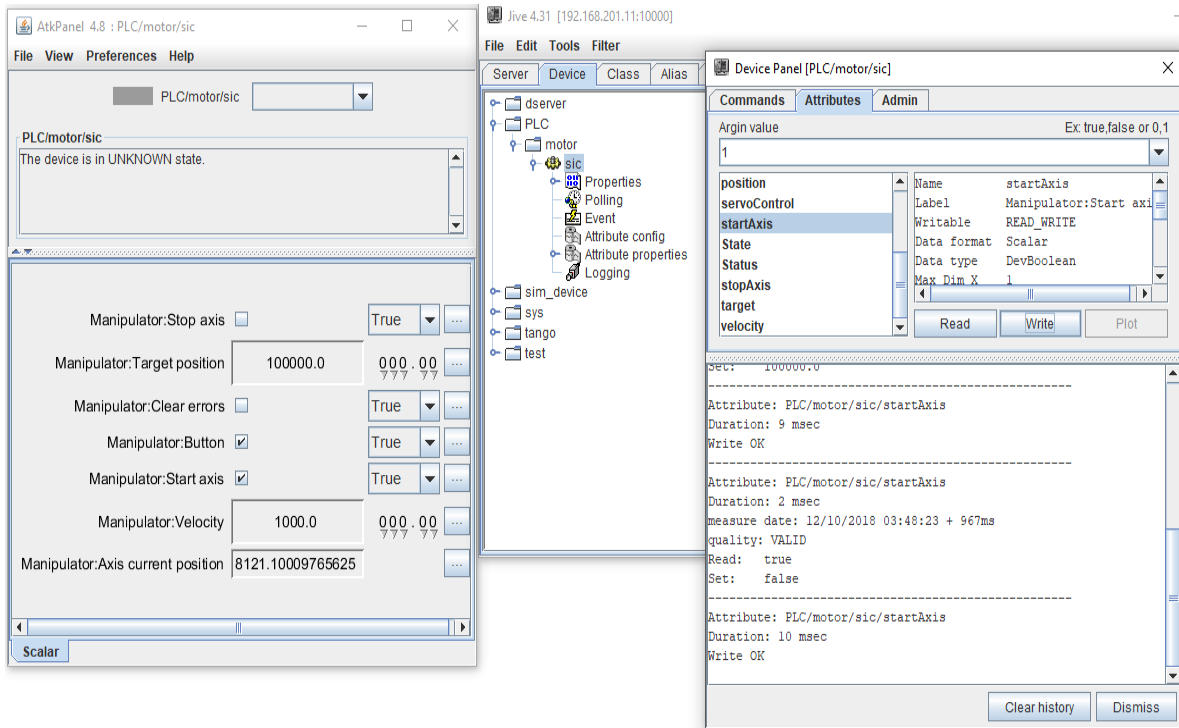 AtkPanel 4.8 : PLC/motor/sic
File View Preferences Help
PLC/motor/sic
PLC/motor/sic
The device is in UNKNOWN state.
Manipulator:Stop axis True ...
Manipulator:Target position 100000.0 000.00 ...
Manipulator:Clear errors True ...
Manipulator:Button True ...
Manipulator:Start axis True ...
Manipulator:Velocity 1000.0 000.00 ...
Manipulator:Axis current position 8121.10009765625 ...
Scalar
Jive 4.31 [192.168.201.11:10000]
File Edit Tools Filter
Server Device Class Alias
dserver
PLC
motor
sic
Properties
Polling
Event
Attribute config
Attribute properties
Logging
sim_device
sys
tango
test
Device Panel [PLC/motor/sic]
Commands Attributes Admin
Argin value Ex: true,false or 0,1
1
position
servoControl
startAxis
State
Status
stopAxis
target
velocity
Name startAxis
Label Manipulator:Start axi
Writable READ_WRITE
Data format Scalar
Data type DevBoolean
Max Dim X 1
Read Write Plot
Set: 100000.0
----------------------------------------------------
Attribute: PLC/motor/sic/startAxis
Duration: 9 msec
Write OK
----------------------------------------------------
Attribute: PLC/motor/sic/startAxis
Duration: 2 msec
measure date: 12/10/2018 03:48:23 + 967ms
quality: VALID
Read: true
Set: false
----------------------------------------------------
Attribute: PLC/motor/sic/startAxis
Duration: 10 msec
Write OK
Clear history Dismiss